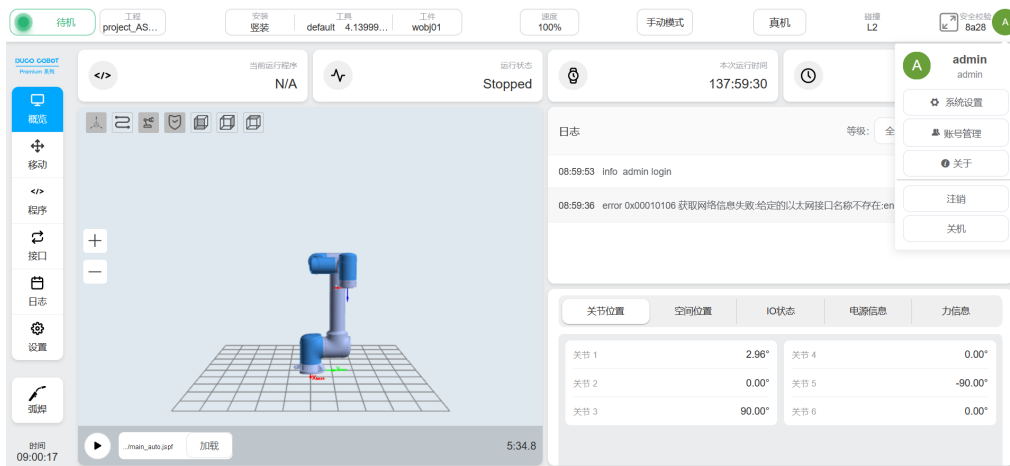 待机
工程
project_AS...
安装
竖装
工具
default 4.13999...
工件
wobj01
速度
100%
手动模式
真机
碰撞
L2
安全校验
8a28
A
DUCO COBOT
Premium 系列
概览
移动
程序
接口
日志
设置
弧焊
时间
09:00:17
</>
当前运行程序
N/A
运行状态
Stopped
本次运行时间
137:59:30
A
admin
admin
系统设置
账号管理
关于
注销
关机
日志
等级: 全
08:59:53 info admin login
08:59:36 error 0x00010106 获取网络信息失败:给定的以太网接口名称不存在:en
关节位置
空间位置
IO状态
电源信息
力信息
关节 1 2.96° 关节 4 0.00°
关节 2 0.00° 关节 5 -90.00°
关节 3 90.00° 关节 6 0.00°
.../main_auto.jspf
加载
5:34.8